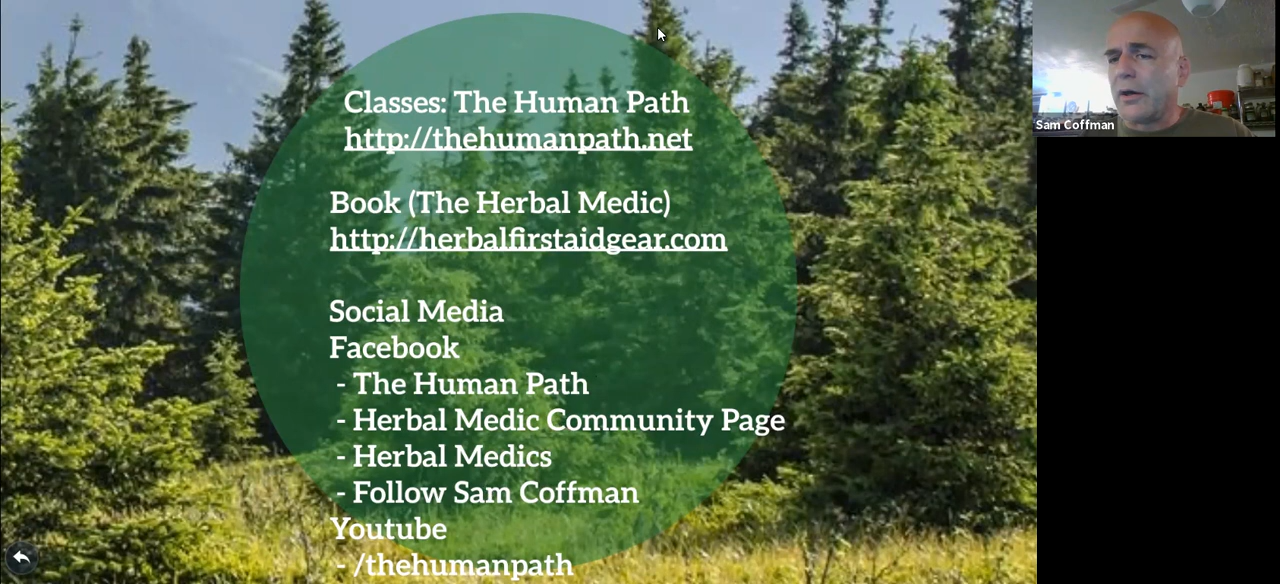 Classes: The Human Path
http://thehumanpath.net
Book (The Herbal Medic)
http://herbalfirstaidgear.com
Social Media
Facebook
- The Human Path
- Herbal Medic Community Page
- Herbal Medics
- Follow Sam Coffman
Youtube
- /thehumanpath
Sam Coffman